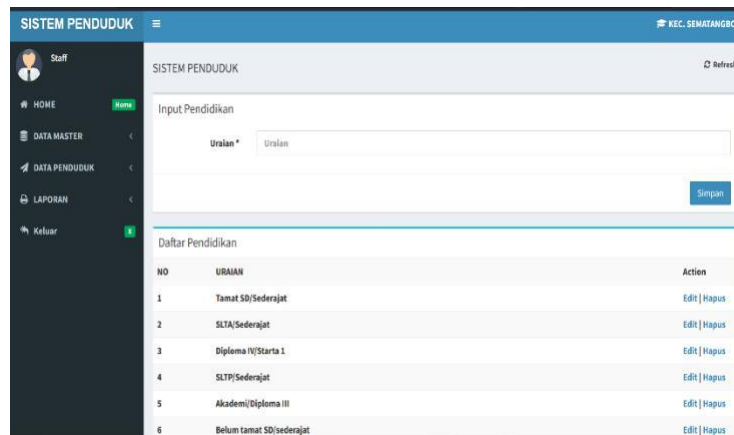 SISTEM PENDUDUK
KEC. SEMATANGBO
Staff
SISTEM PENDUDUK
Refresh
HOME Home
DATA MASTER
DATA PENDUDUK
LAPORAN
Keluar
Input Pendidikan
Uraian * Uraian
Simpan
Daftar Pendidikan
NO URAIAN Action
1 Tamat SD/Sederajat Edit | Hapus
2 SLTA/Sederajat Edit | Hapus
3 Diploma IV/Starta 1 Edit | Hapus
4 SLTP/Sederajat Edit | Hapus
5 Akademi/Diploma III Edit | Hapus
6 Belum tamat SD/sederajat Edit | Hapus